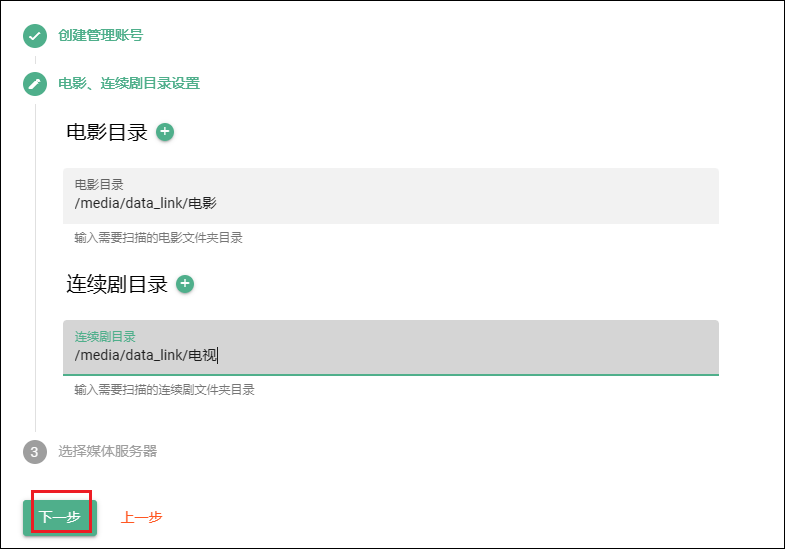 创建管理账号
电影、连续剧目录设置
电影目录
电影目录
/media/data_link/电影
输入需要扫描的电影文件夹目录
连续剧目录
连续剧目录
/media/data_link/电视
输入需要扫描的连续剧文件夹目录
3 选择媒体服务器
下一步 上一步